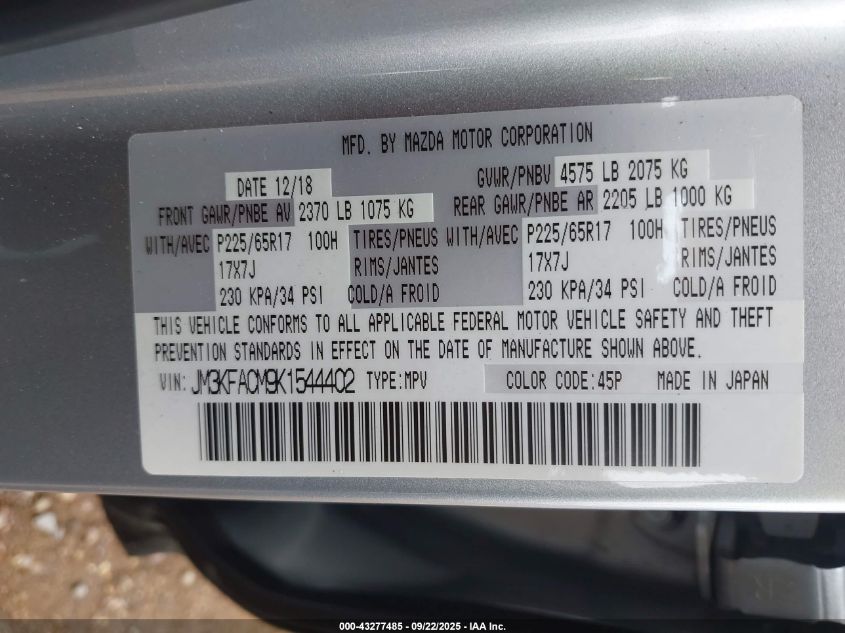 MFD. BY MAZDA MOTOR CORPORATION
DATE 12/18 GVWR/PNBV 4575 LB 2075 KG
FRONT GAWR/PNBE AV 2370 LB 1075 KG REAR GAWR/PNBE AR 2205 LB 1000 KG
WITH/AVEC P225/65R17 100H TIRES/PNEUS WITH/AVEC P225/65R17 100H TIRES/PNEUS
17X7J RIMS/JANTES 17X7J RIMS/JANTES
230 KPA/34 PSI COLD/A FROID 230 KPA/34 PSI COLD/A FROID
THIS VEHICLE CONFORMS TO ALL APPLICABLE FEDERAL MOTOR VEHICLE SAFETY AND THEFT
PREVENTION STANDARDS IN EFFECT ON THE DATE OF MANUFACTURE SHOWN ABOVE.
VIN: JM3KFACM9K1544402 TYPE:MPV COLOR CODE:45P MADE IN JAPAN
000-43277485 - 09/22/2025 - IAA Inc.